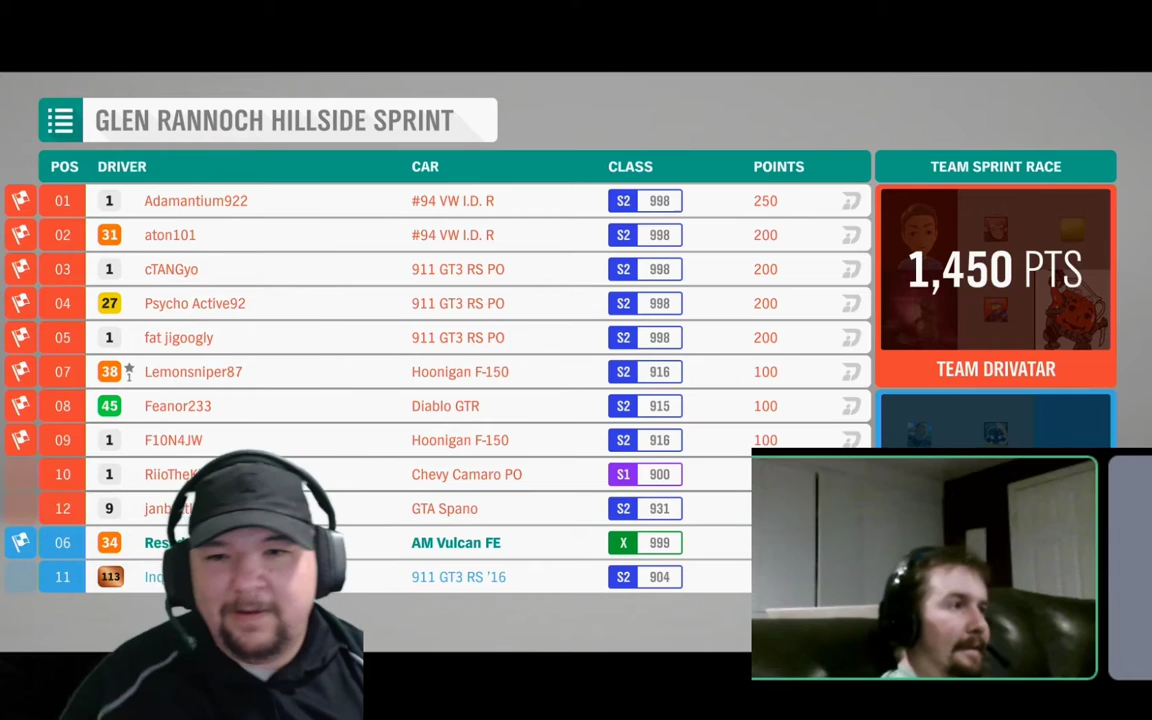 GLEN RANNOCH HILLSIDE SPRINT
POS DRIVER CAR CLASS POINTS TEAM SPRINT RACE
01 1 Adamantium922 #94 VW I.D. R S2 998 250
02 31 aton101 #94 VW I.D. R S2 998 200
03 1 cTANGyo 911 GT3 RS PO S2 998 200
1,450 PTS
04 27 Psycho Active92 911 GT3 RS PO S2 998 200
05 1 fat jigoogly 911 GT3 RS PO S2 998 200
07 38 1 Lemonsniper87 Hoonigan F-150 S2 916 100
TEAM DRIVATAR
08 45 Feanor233 Diablo GTR S2 915 100
09 1 F10N4JW Hoonigan F-150 S2 916 100
10 1 Chevy Camaro PO S1 900
12 9 GTA Spano S2 931
06 34 AM Vulcan FE X 999
11 113 911 GT3 RS '16 S2 904